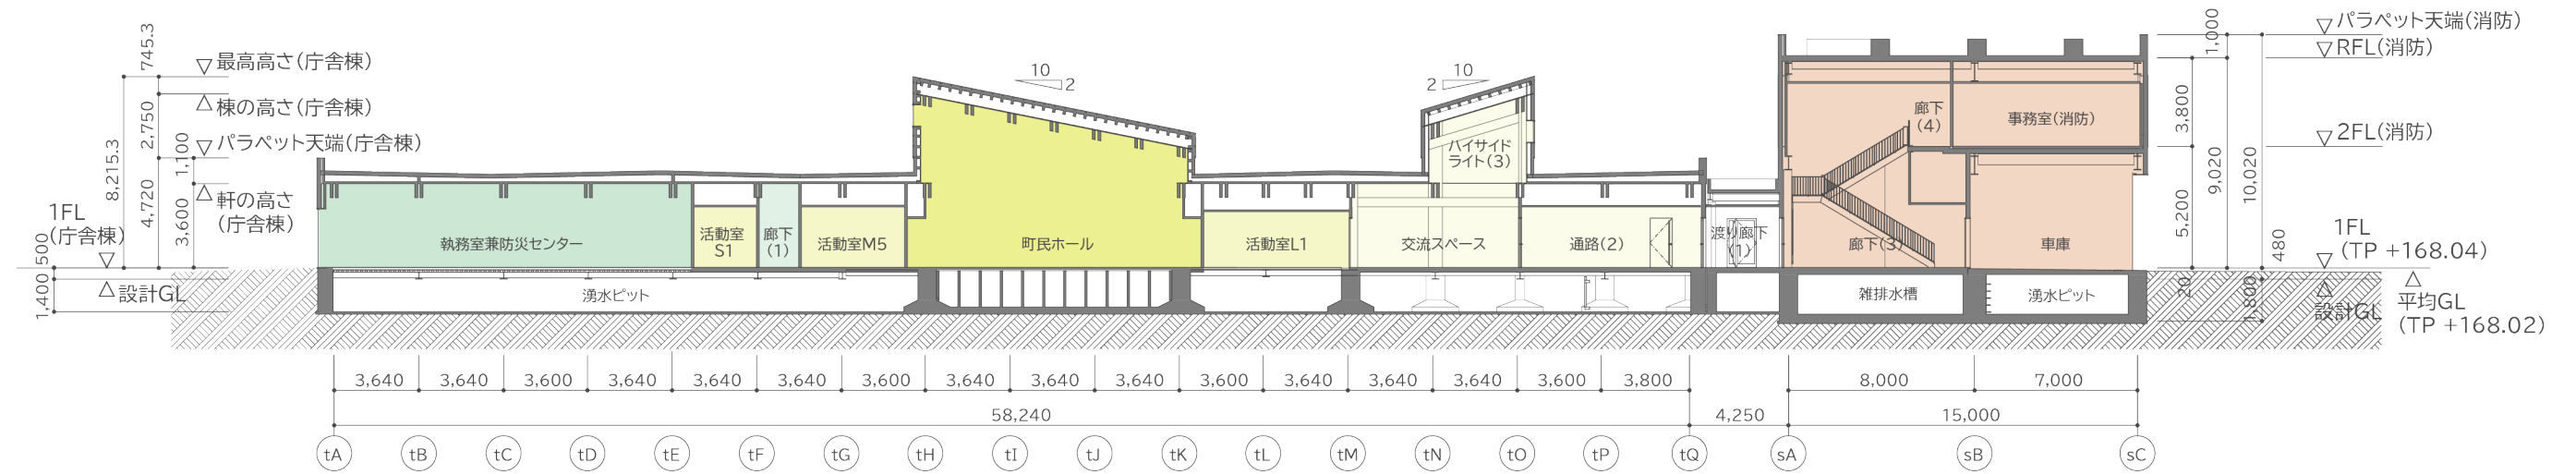 745.3
2,750
1,100
8,215.3
4,720
3,600
500
1,400
最高高さ(庁舎棟)
棟の高さ(庁舎棟)
パラペット天端(庁舎棟)
軒の高さ
(庁舎棟)
1FL
(庁舎棟)
設計GL
10
2
2
10
執務室兼防災センター
活動室
S1
廊下
(1)
活動室M5
町民ホール
活動室L1
ハイサイド
ライト(3)
交流スペース
通路(2)
渡り廊下
(1)
廊下
(4)
事務室(消防)
廊下(3)
車庫
湧水ピット
雑排水槽
湧水ピット
1,000
3,800
5,200
9,020
10,020
480
20
1,800
パラペット天端(消防)
RFL(消防)
2FL(消防)
1FL
(TP +168.04)
設計GL
平均GL
(TP +168.02)
3,640 3,640 3,600 3,640 3,640 3,640 3,600 3,640 3,640 3,640 3,600 3,640 3,640 3,640 3,600 3,800 8,000 7,000
58,240 4,250 15,000
tA tB tC tD tE tF tG tH tI tJ tK tL tM tN tO tP tQ sA sB sC